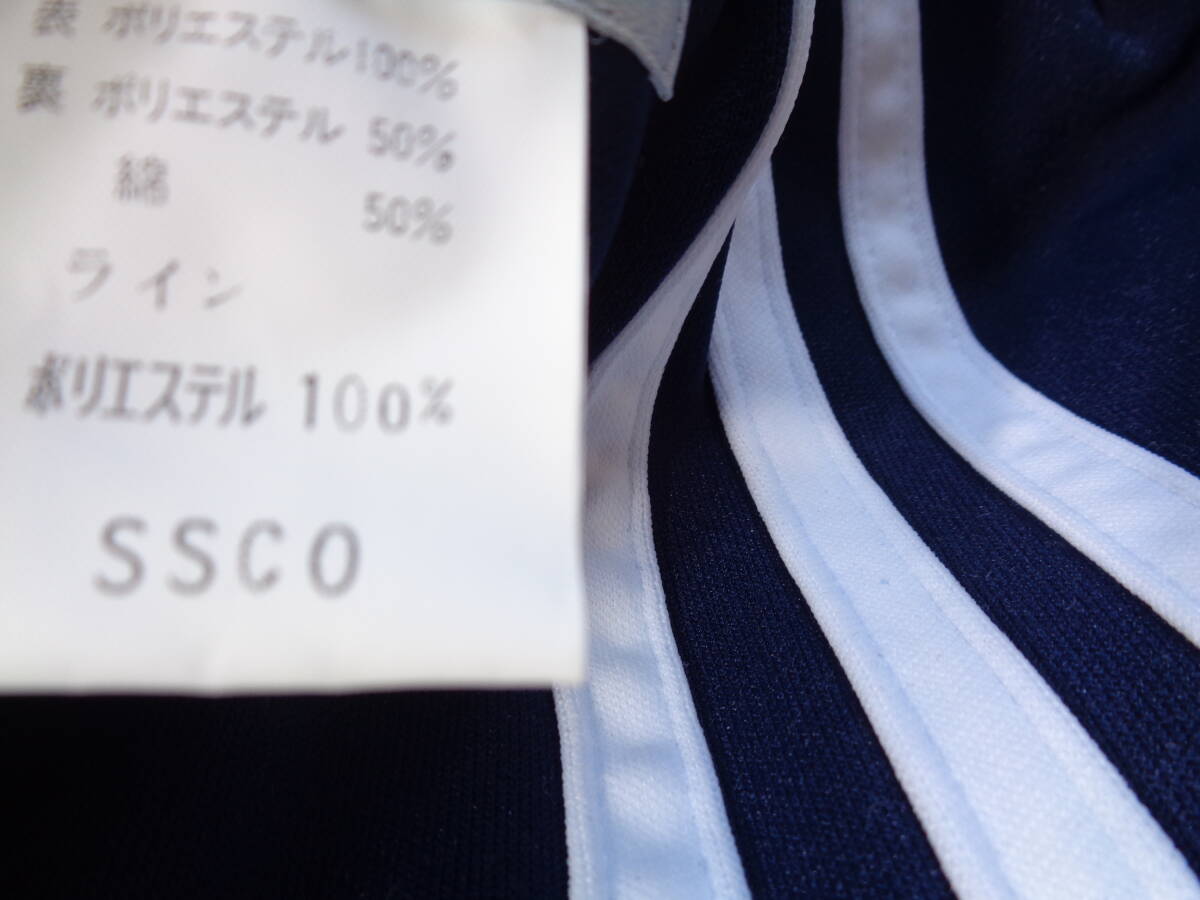 表 ポリエステル100%
裏 ポリエステル 50%
綿 50%
ライン
ポリエステル 100%
SSCO